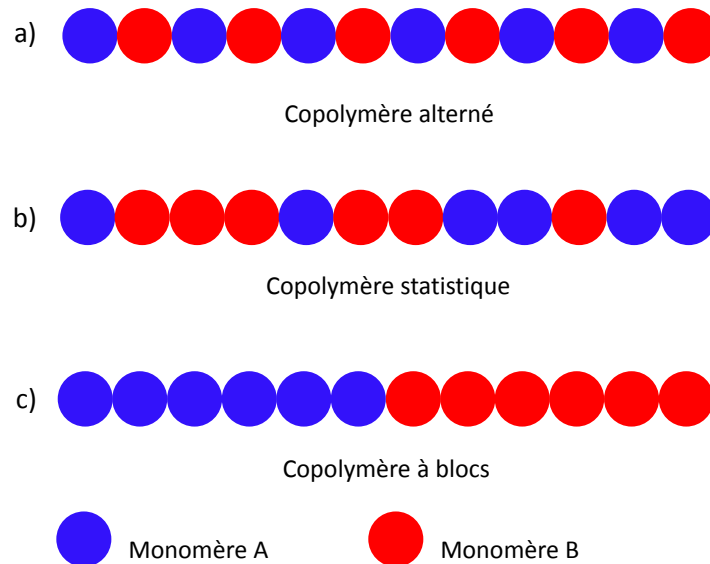 a)
Copolymère alterné
b)
Copolymère statistique
c)
Copolymère à blocs
Monomère A
Monomère B